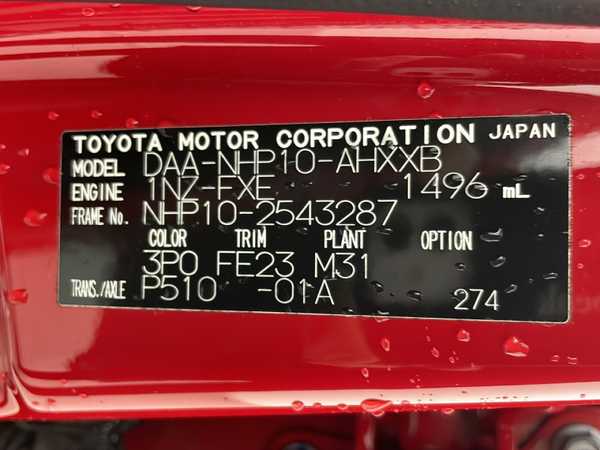 TOYOTA MOTOR CORPORATION JAPAN
MODEL DAA-NHP10-AHXXB
ENGINE 1NZ-FXE 1496 mL
FRAME No. NHP10-2543287
COLOR TRIM PLANT OPTION
3P0 FE23 M31
TRANS./AXLE P510 -01A 274